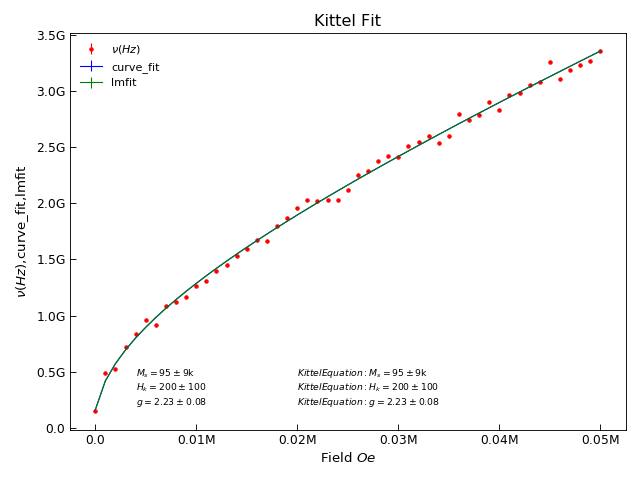 Kittel Fit
3.5G
3.0G
2.5G
2.0G
1.5G
1.0G
0.5G
0.0
ν(Hz),curve_fit,lmfit
ν(Hz)
curve_fit
lmfit
M_s = 95 ± 9k
H_k = 200 ± 100
g = 2.23 ± 0.08
KittelEquation: M_s = 95 ± 9k
KittelEquation: H_k = 200 ± 100
KittelEquation: g = 2.23 ± 0.08
0.0 0.01M 0.02M 0.03M 0.04M 0.05M
Field Oe